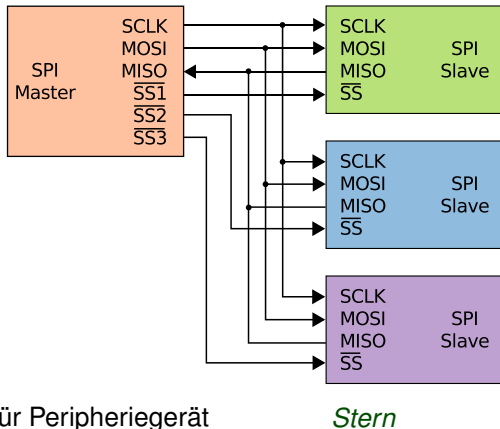 SCLK
MOSI
MISO
SS1
SS2
SS3
SPI
Master
SCLK
MOSI
MISO
SS
SPI
Slave
SCLK
MOSI
MISO
SS
SPI
Slave
SCLK
MOSI
MISO
SS
SPI
Slave
ür Peripheriegerät
Stern